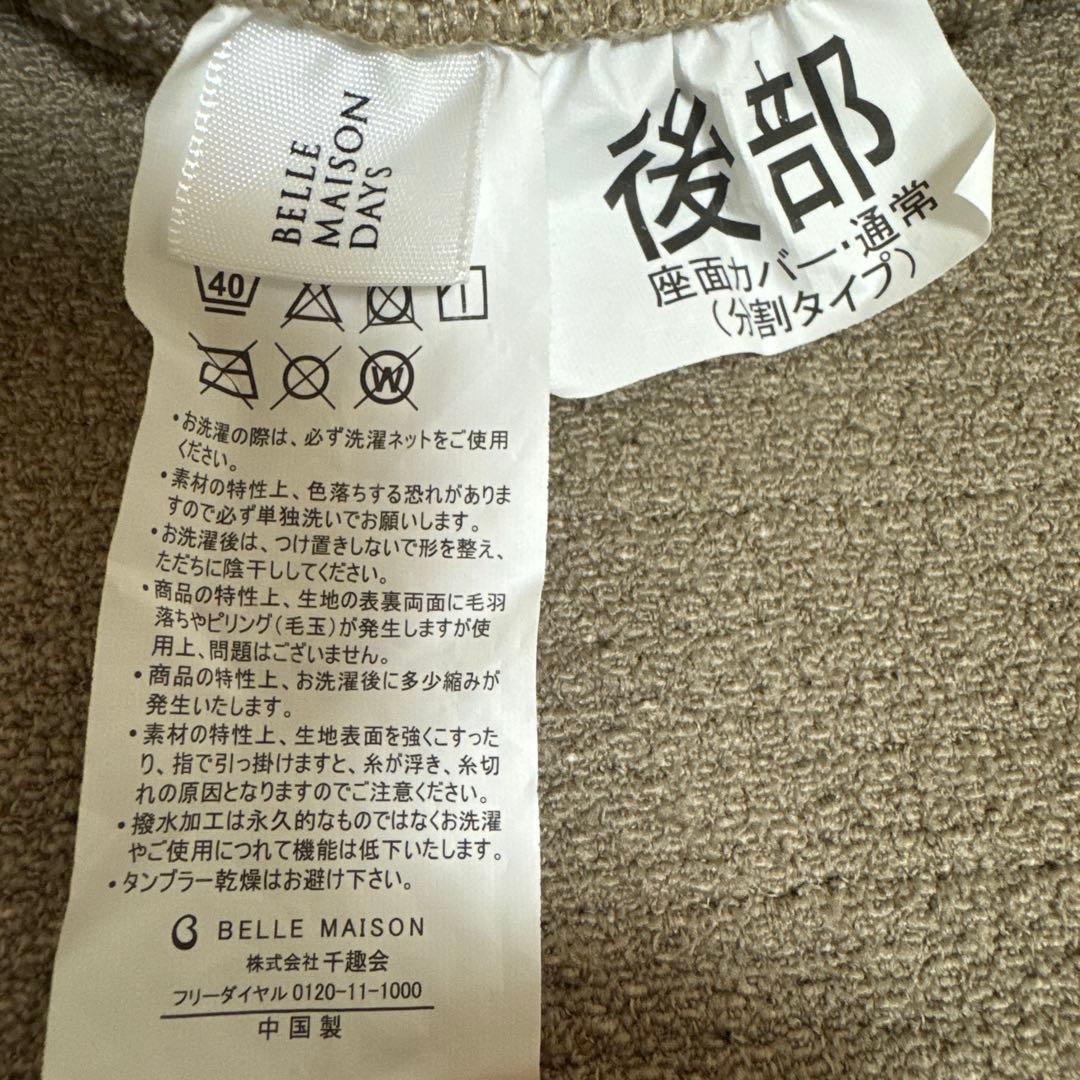 BELLE
MAISON
DAYS
後部
座面カバー:通常
(分割タイプ)
40
W
•お洗濯の際は、必ず洗濯ネットをご使用
ください。
•素材の特性上、色落ちする恐れがありま
すので必ず単独洗いでお願いします。
•お洗濯後は、つけ置きしないで形を整え、
ただちに陰干ししてください。
•商品の特性上、生地の表裏両面に毛羽
落ちやピリング(毛玉)が発生しますが使
用上、問題はございません。
•商品の特性上、お洗濯後に多少縮みが
発生いたします。
•素材の特性上、生地表面を強くこすった
り、指で引っ掛けますと、糸が浮き、糸切
れの原因となりますのでご注意ください。
•撥水加工は永久的なものではなくお洗濯
やご使用につれて機能は低下いたします。
•タンブラー乾燥はお避け下さい。
BELLE MAISON
株式会社千趣会
フリーダイヤル 0120-11-1000
中国製